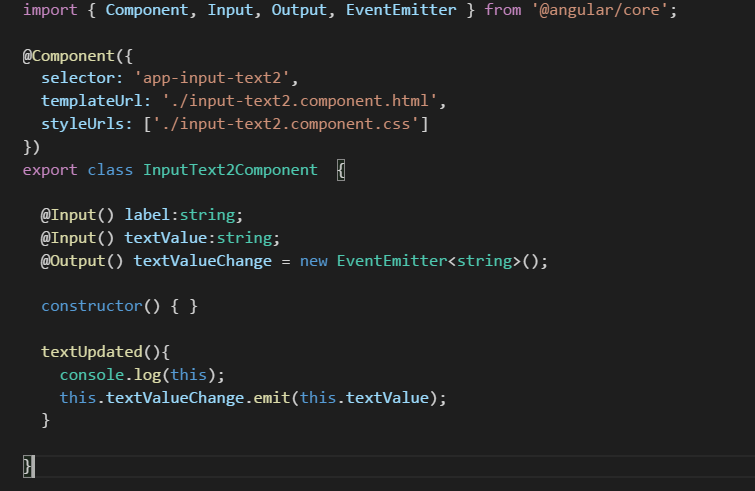 import { Component, Input, Output, EventEmitter } from '@angular/core';
@Component({
selector: 'app-input-text2',
templateUrl: './input-text2.component.html',
styleUrls: ['./input-text2.component.css']
})
export class InputText2Component  {
@Input() label:string;
@Input() textValue:string;
@Output() textValueChange = new EventEmitter<string>();
constructor() { }
textUpdated(){
console.log(this);
this.textValueChange.emit(this.textValue);
}
}